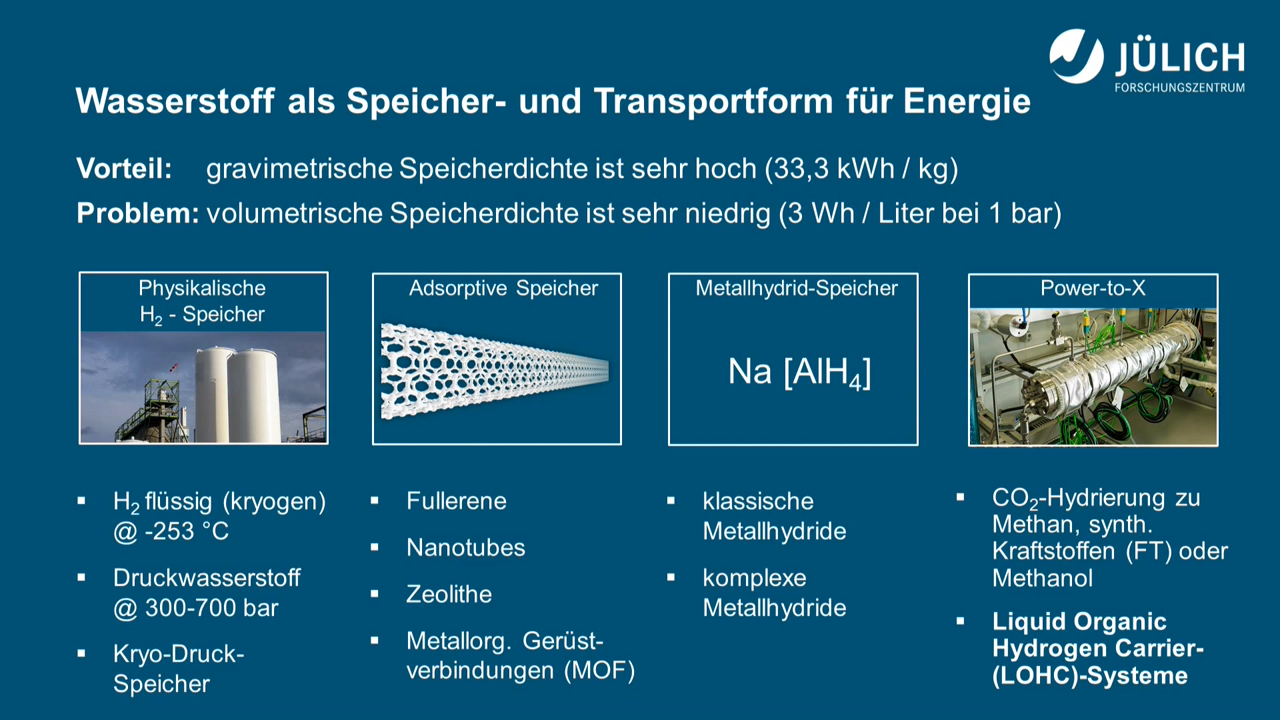 JÜLICH
FORSCHUNGSZENTRUM
Wasserstoff als Speicher- und Transportform für Energie
Vorteil: gravimetrische Speicherdichte ist sehr hoch (33,3 kWh / kg)
Problem: volumetrische Speicherdichte ist sehr niedrig (3 Wh / Liter bei 1 bar)
Physikalische
H₂ - Speicher
▪ H₂ flüssig (kryogen)
@ -253 °C
▪ Druckwasserstoff
@ 300-700 bar
▪ Kryo-Druck-
Speicher
Adsorptive Speicher
▪ Fullerene
▪ Nanotubes
▪ Zeolithe
▪ Metallorg. Gerüst-
verbindungen (MOF)
Metallhydrid-Speicher
Na [AlH₄]
▪ klassische
Metallhydride
▪ komplexe
Metallhydride
Power-to-X
▪ CO₂-Hydrierung zu
Methan, synth.
Kraftstoffen (FT) oder
Methanol
▪ Liquid Organic
Hydrogen Carrier-
(LOHC)-Systeme